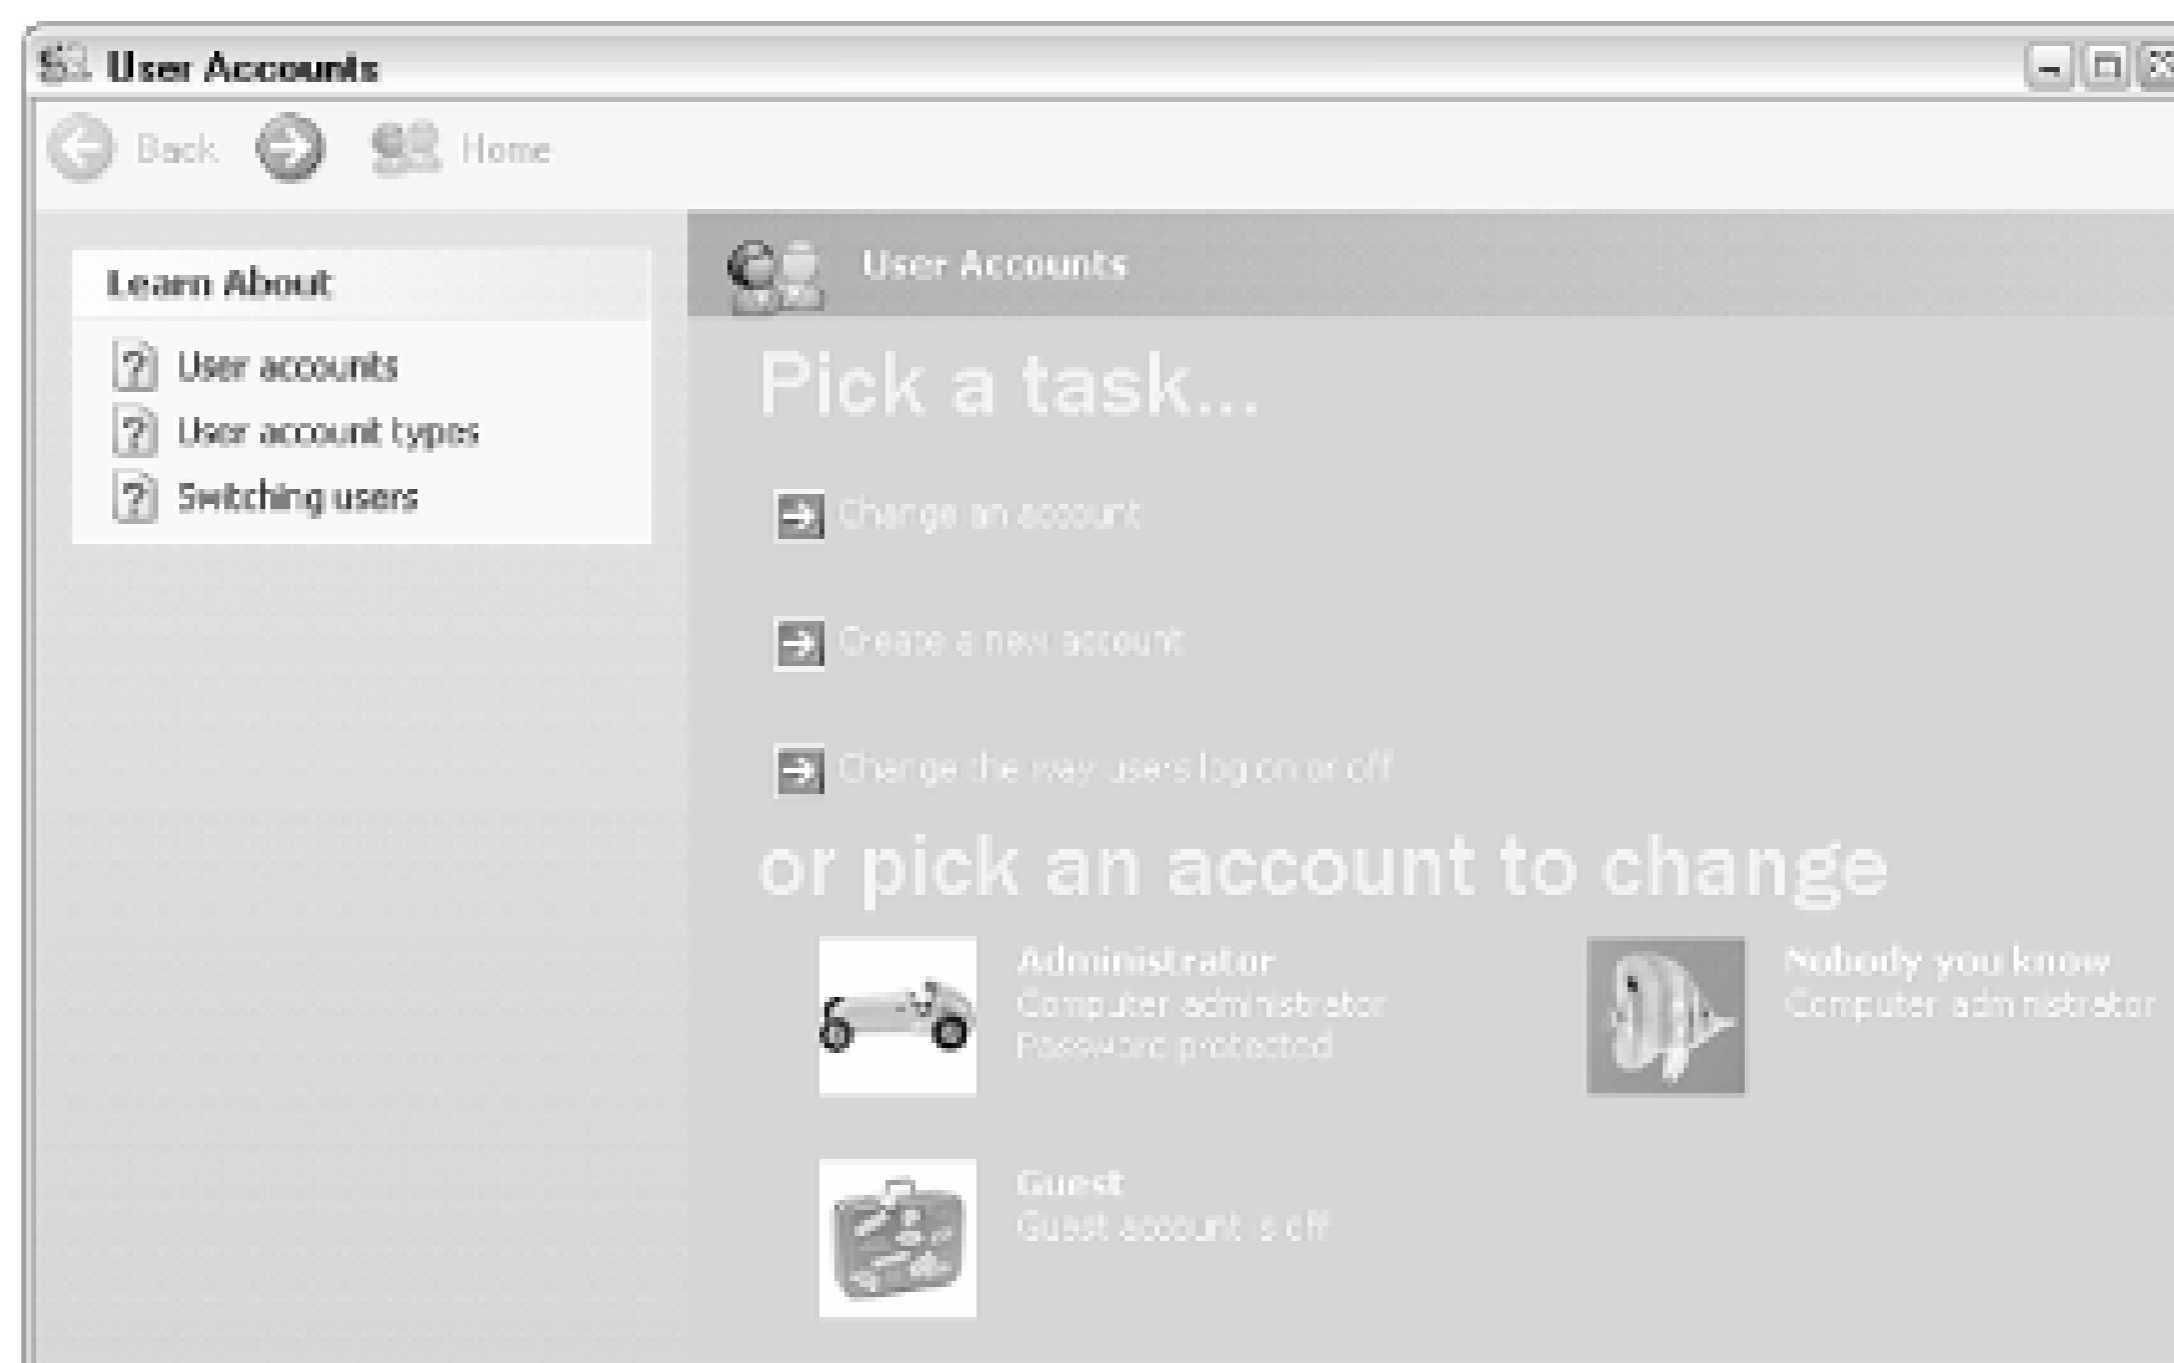 User Accounts
Back Home
Learn About
User accounts
User account types
Switching users
User Accounts
Pick a task...
Change an account
Create a new account
Change the way users log on or off
or pick an account to change
Administrator
Computer administrator
Password protected
Nobody you know
Computer administrator
Guest
Guest account is off